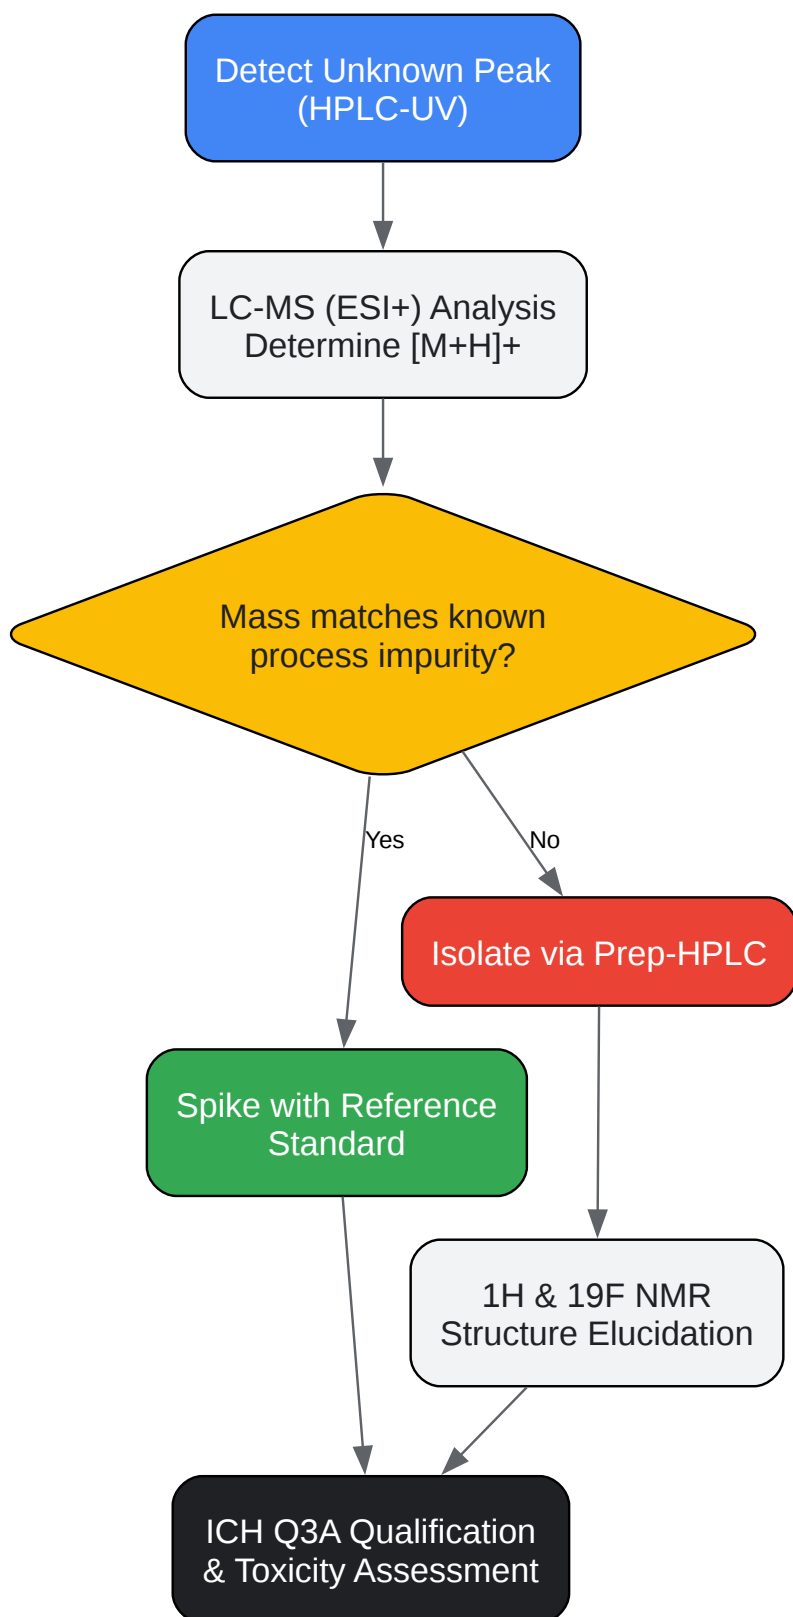 Detect Unknown Peak
(HPLC-UV)
LC-MS (ESI+) Analysis
Determine [M+H]+
Mass matches known
process impurity?
Yes
No
Isolate via Prep-HPLC
Spike with Reference
Standard
1H & 19F NMR
Structure Elucidation
ICH Q3A Qualification
& Toxicity Assessment